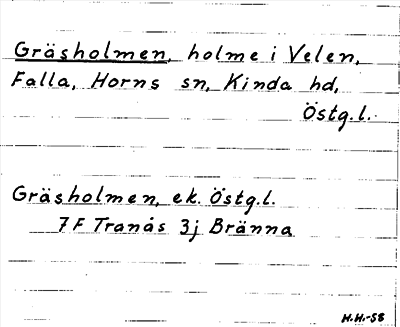 Gräsholmen, holme i Velen,
Falla, Horns sn, Kinda hd,
Östg.l.
Gräsholmen, ek. Östg.l.
7F Tranås 3j Bränna
H.H.-58